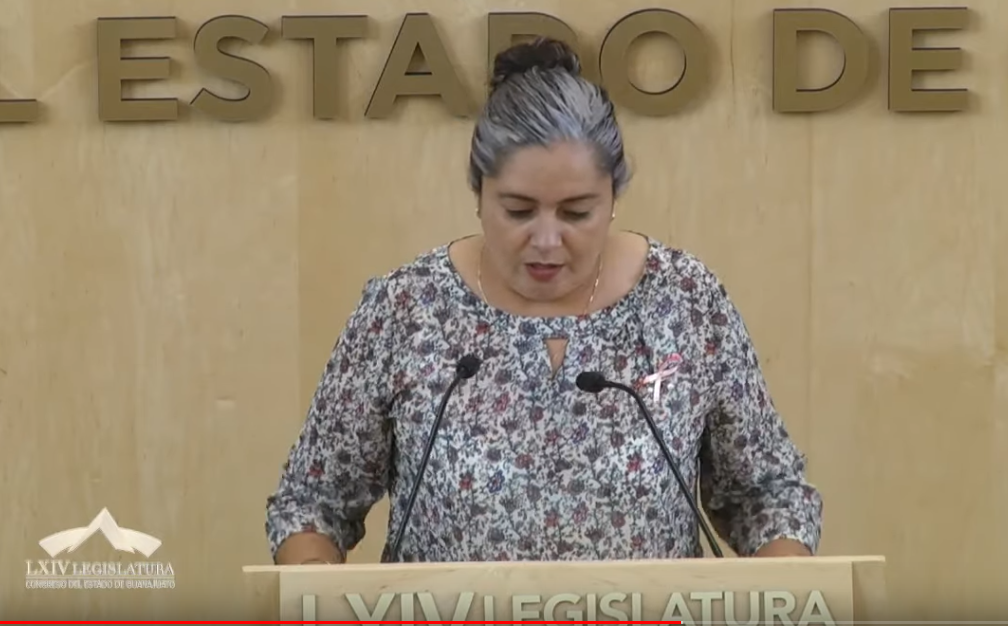 L ESTADO DE
LXIV LEGISLATURA
CONGRESO DEL ESTADO DE GUANAJUATO
LXIV LEGISLATURA